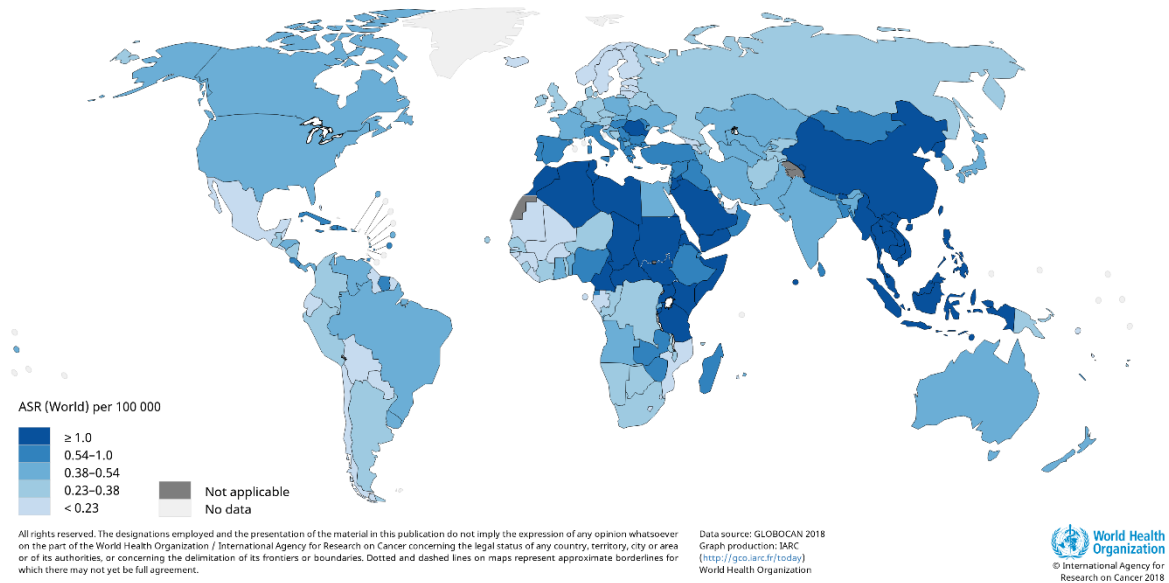 ASR (World) per 100 000
≥ 1.0
0.54–1.0
0.38–0.54
0.23–0.38
< 0.23
Not applicable
No data
All rights reserved. The designations employed and the presentation of the material in this publication do not imply the expression of any opinion whatsoever
on the part of the World Health Organization / International Agency for Research on Cancer concerning the legal status of any country, territory, city or area
or of its authorities, or concerning the delimitation of its frontiers or boundaries. Dotted and dashed lines on maps represent approximate borderlines for
which there may not yet be full agreement.
Data source: GLOBOCAN 2018
Graph production: IARC
(http://gco.iarc.fr/today)
World Health Organization
World Health
Organization
© International Agency for
Research on Cancer 2018